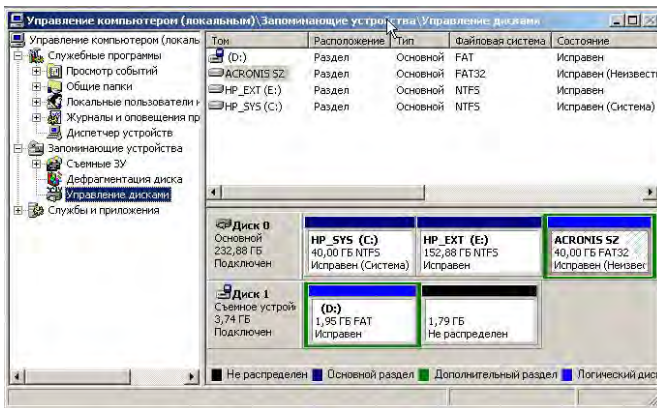 Управление компьютером (локальным)\Запоминающие устройства\Управление дисками
Управление компьютером (локаль
Служебные программы
Просмотр событий
Общие папки
Локальные пользователи и
Журналы и оповещения пр
Диспетчер устройств
Запоминающие устройства
Съемные ЗУ
Дефрагментация диска
Управление дисками
Службы и приложения
Том Расположение Тип Файловая система Состояние
(D:) Раздел Основной FAT Исправен
ACRONIS SZ Раздел Основной FAT32 Исправен (Неизвест
HP_EXT (E:) Раздел Основной NTFS Исправен
HP_SYS (C:) Раздел Основной NTFS Исправен (Система)
Диск 0
Основной
232,88 ГБ
Подключен
HP_SYS (C:)
40,00 ГБ NTFS
Исправен (Система)
HP_EXT (E:)
152,88 ГБ NTFS
Исправен
ACRONIS SZ
40,00 ГБ FAT32
Исправен (Неизвес
Диск 1
Съемное устрой
3,74 ГБ
Подключен
(D:)
1,95 ГБ FAT
Исправен
1,79 ГБ
Не распределен
Не распределен Основной раздел Дополнительный раздел Логический диск